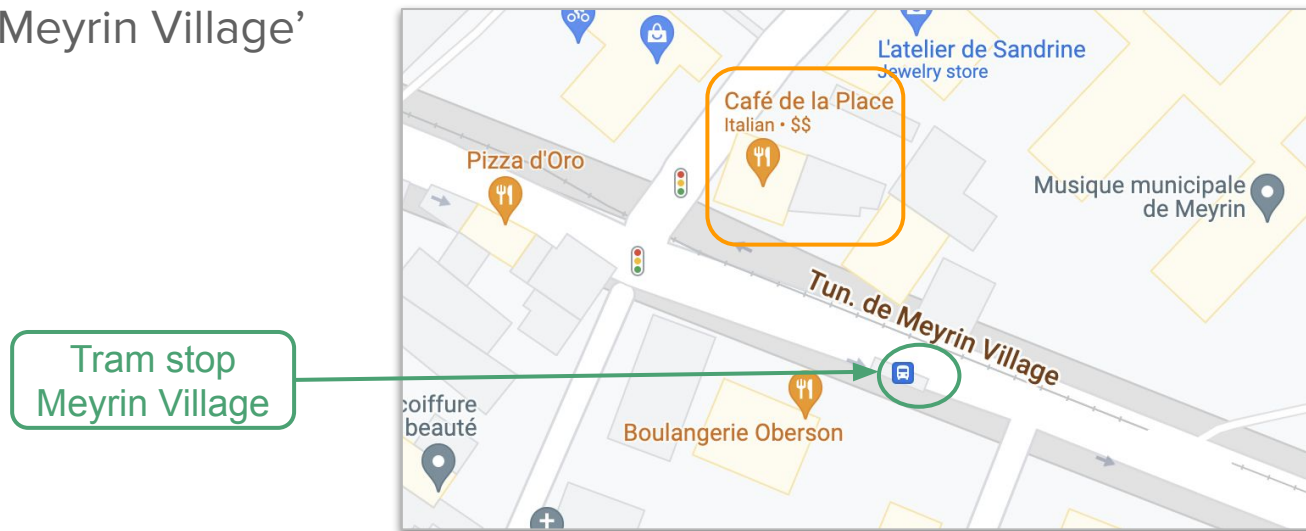 Meyrin Village’
L'atelier de Sandrine
Jewelry store
Café de la Place
Italian • $$
Pizza d'Oro
Musique municipale
de Meyrin
Tun. de Meyrin Village
Tram stop
Meyrin Village
coiffure
beauté
Boulangerie Oberson